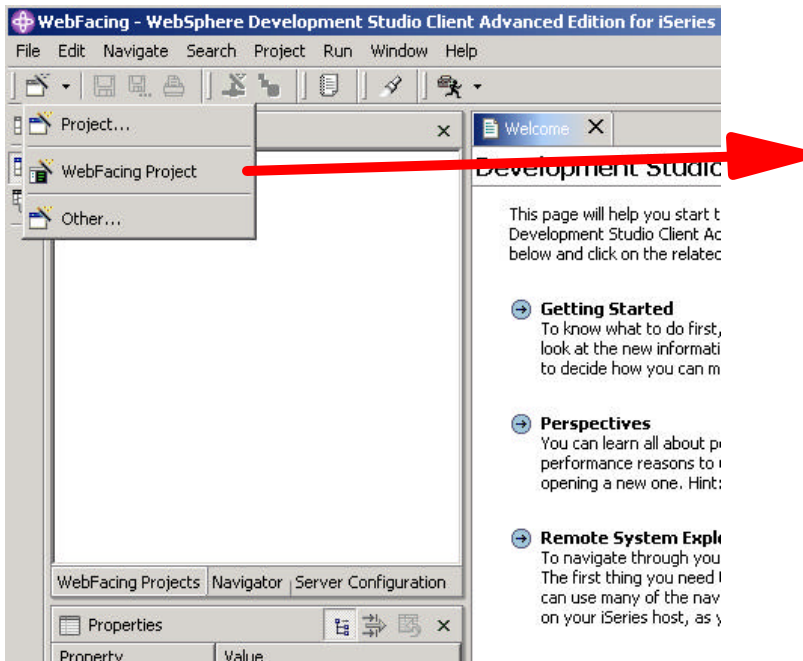 WebFacing - WebSphere Development Studio Client Advanced Edition for iSeries
File Edit Navigate Search Project Run Window Help
Project...
WebFacing Project
Other...
Welcome
Development Studio
This page will help you start t
Development Studio Client Ad
below and click on the related
Getting Started
To know what to do first,
look at the new informati
to decide how you can m
Perspectives
You can learn all about p
performance reasons to
opening a new one. Hint:
Remote System Expl
To navigate through you
The first thing you need
can use many of the nav
on your iSeries host, as y
WebFacing Projects Navigator Server Configuration
Properties
Property Value